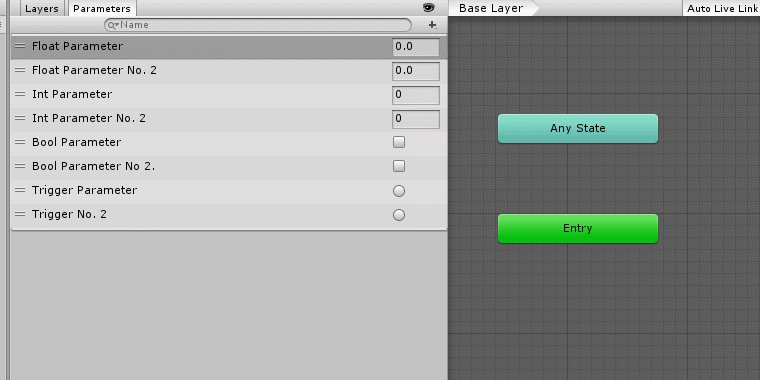 Layers Parameters
Name
Float Parameter 0.0
Float Parameter No. 2 0.0
Int Parameter 0
Int Parameter No. 2 0
Bool Parameter
Bool Parameter No 2.
Trigger Parameter
Trigger No. 2
Base Layer Auto Live Link
Any State
Entry